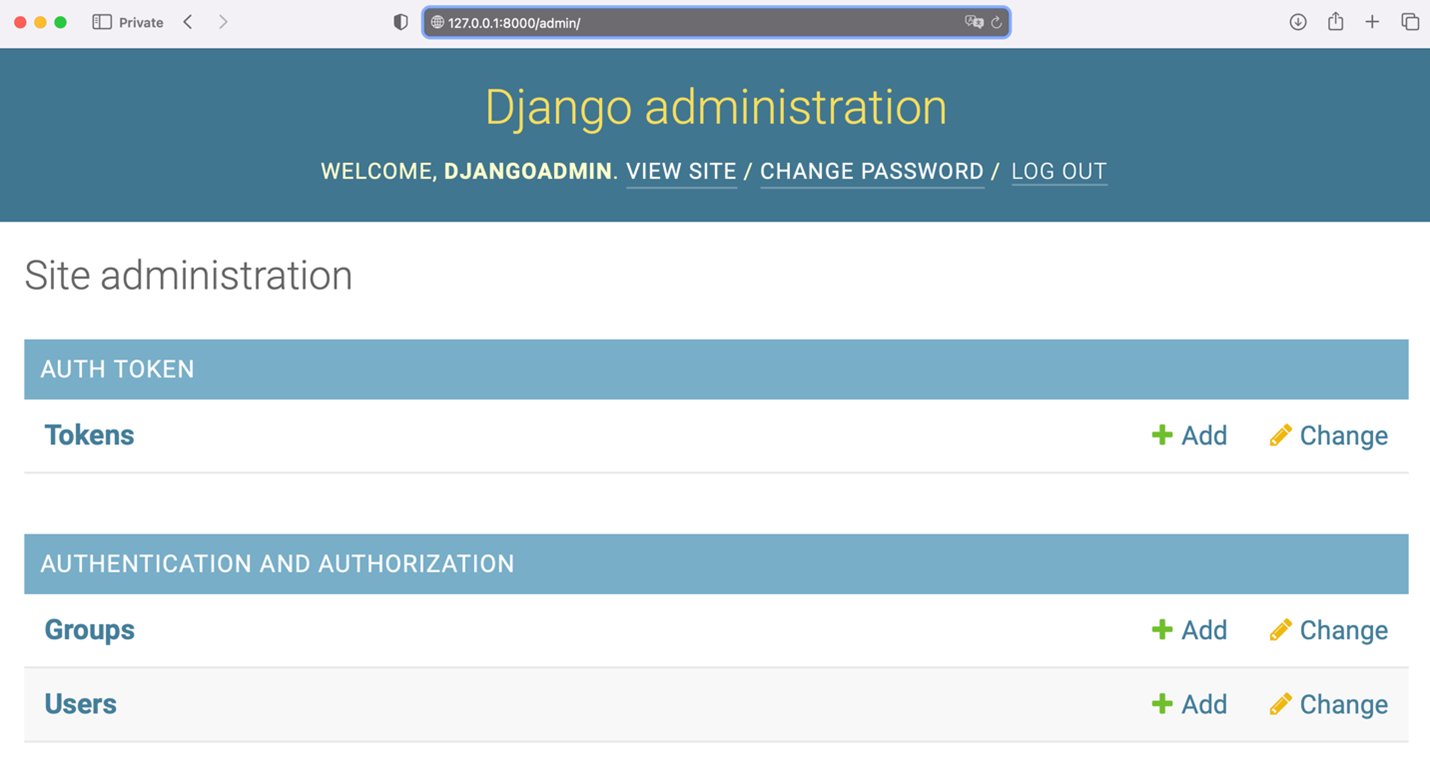 Private
127.0.0.1:8000/admin/
Django administration
WELCOME, DJANGOADMIN. VIEW SITE / CHANGE PASSWORD / LOG OUT
Site administration
AUTH TOKEN
Tokens Add Change
AUTHENTICATION AND AUTHORIZATION
Groups Add Change
Users Add Change